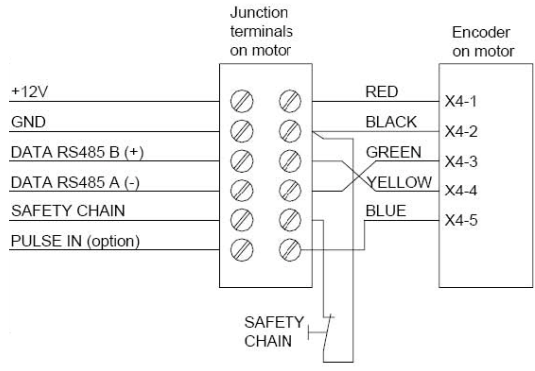 Junction
terminals
on motor
Encoder
on motor
+12V
RED
X4-1
GND
BLACK
X4-2
DATA RS485 B (+)
GREEN
X4-3
DATA RS485 A (-)
YELLOW
X4-4
SAFETY CHAIN
BLUE
X4-5
PULSE IN (option)
SAFETY
CHAIN